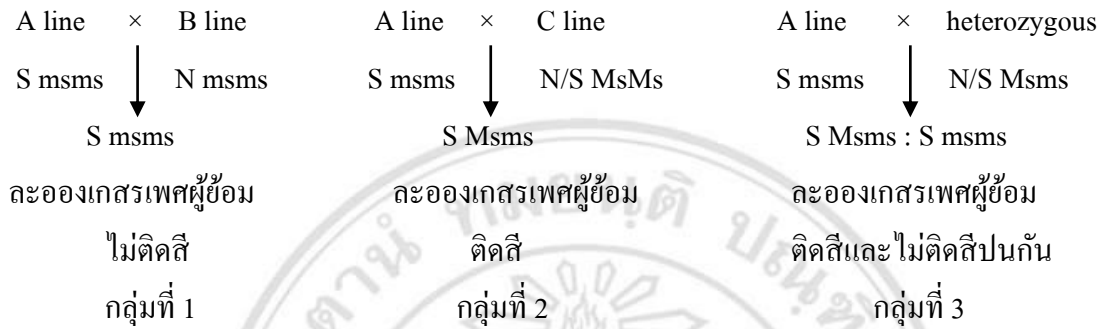 A line × B line A line × C line A line × heterozygous
S msms N msms S msms N/S MsMs S msms N/S Msms
S msms S Msms S Msms : S msms
ละอองเกสรเพศผู้ย้อม ละอองเกสรเพศผู้ย้อม ละอองเกสรเพศผู้ย้อม
ไม่ติดสี ติดสี ติดสีและไม่ติดสีปนกัน
กลุ่มที่ 1 กลุ่มที่ 2 กลุ่มที่ 3